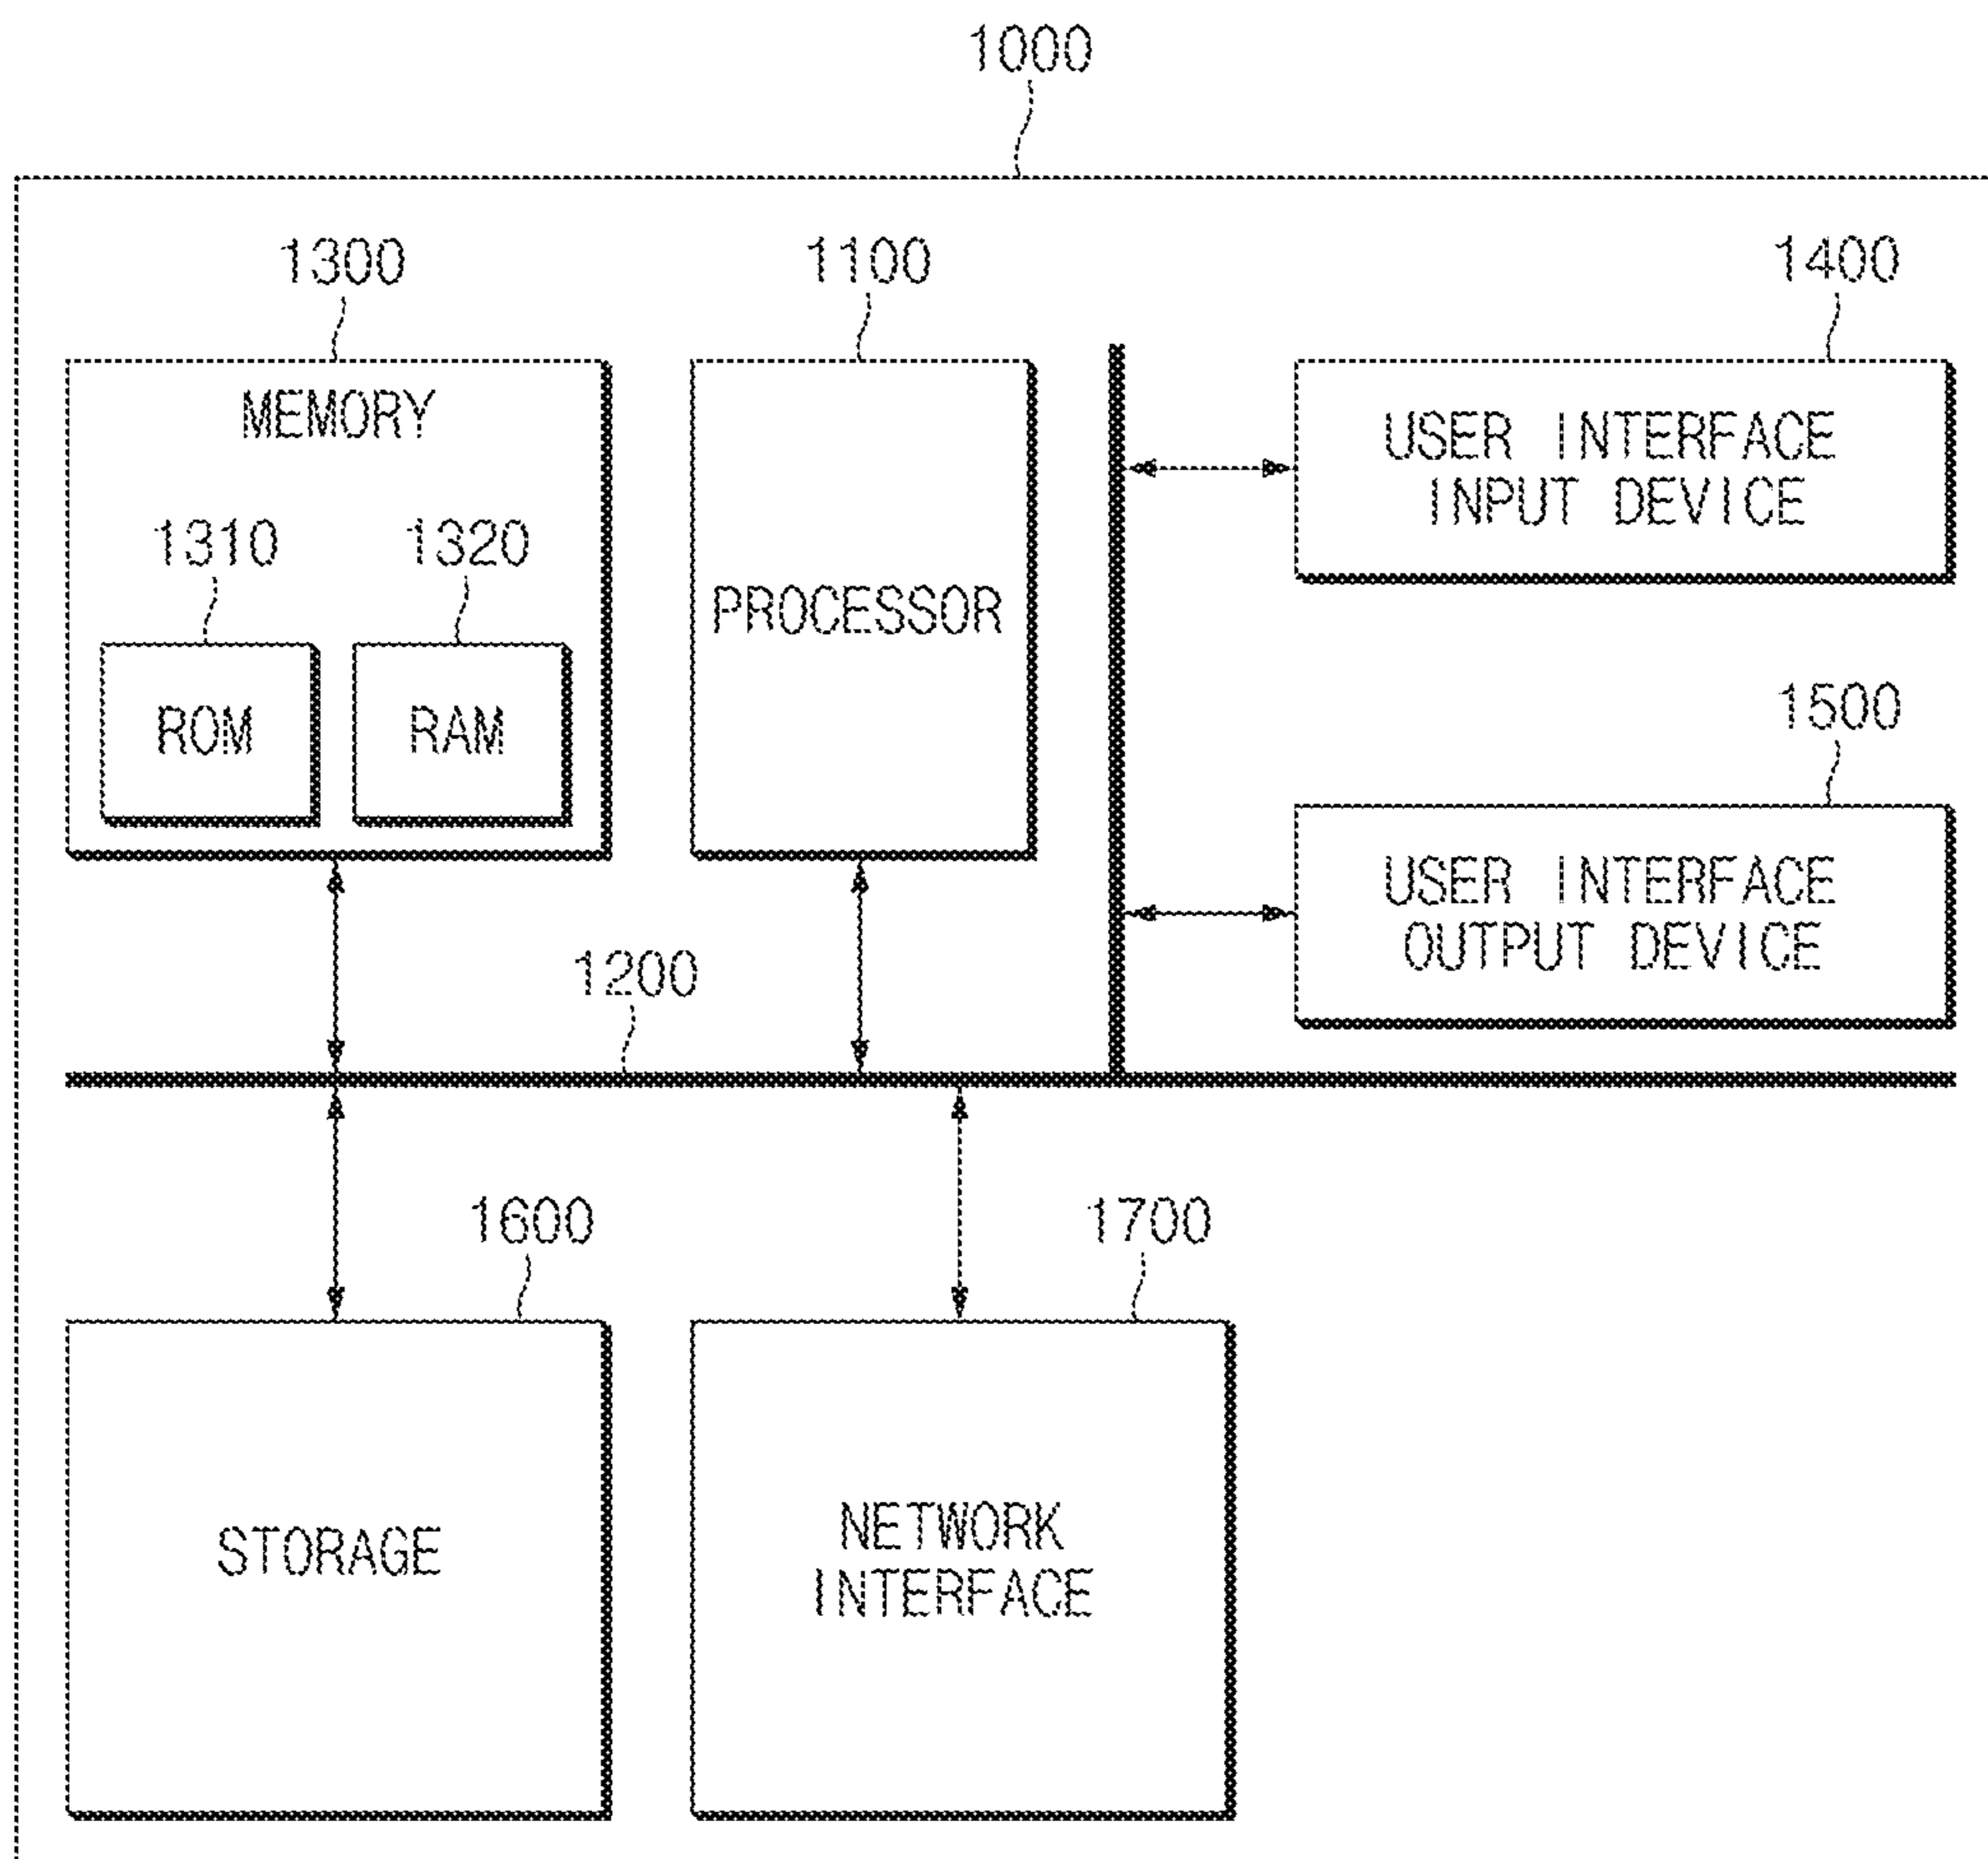 1000
1300
1100
1400
MEMORY
USER INTERFACE
INPUT DEVICE
1310
1320
PROCESSOR
ROM
RAM
1500
USER INTERFACE
OUTPUT DEVICE
1200
1600
1700
STORAGE
NETWORK
INTERFACE